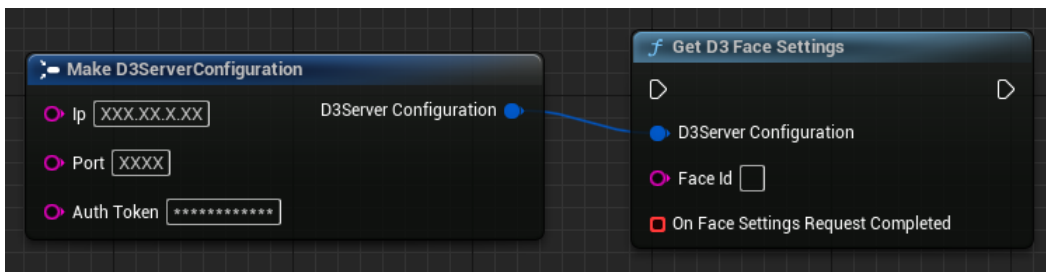 Make D3ServerConfiguration
Ip XXX.XX.X.XX
D3Server Configuration
Port XXXX
Auth Token ************
f Get D3 Face Settings
D3Server Configuration
Face Id
On Face Settings Request Completed